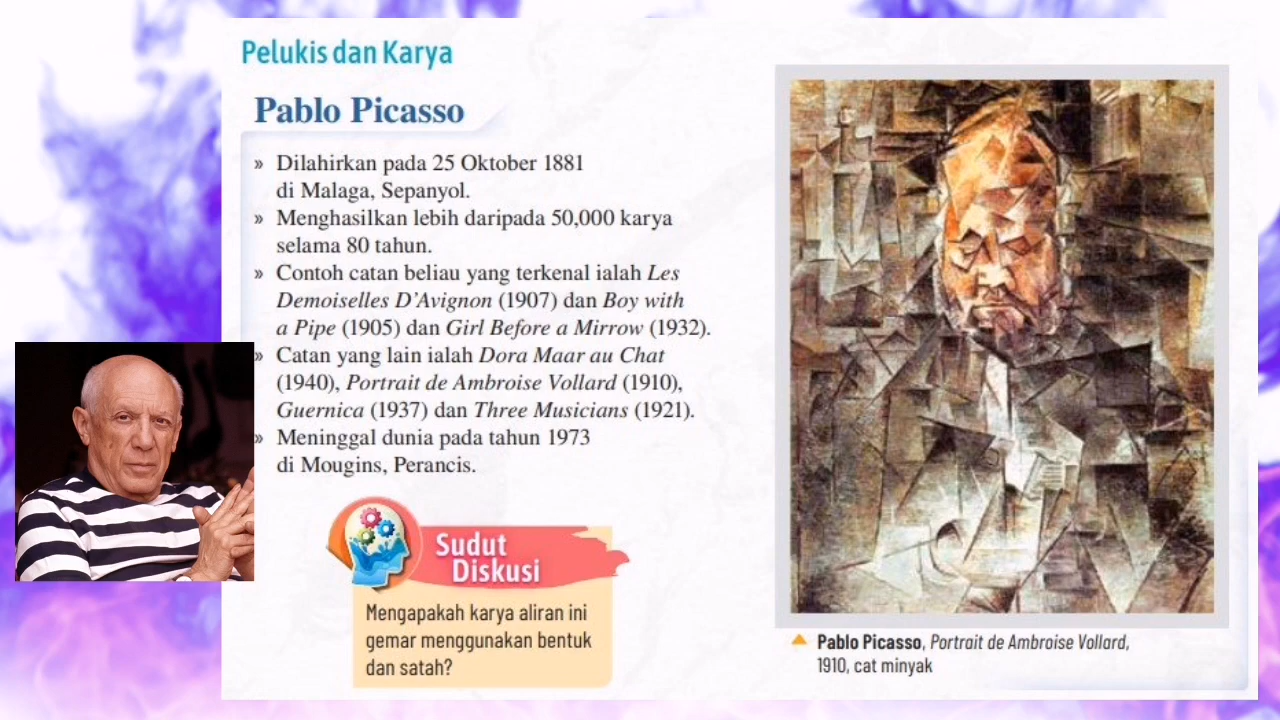 Pelukis dan Karya
Pablo Picasso
» Dilahirkan pada 25 Oktober 1881
di Malaga, Sepanyol.
» Menghasilkan lebih daripada 50,000 karya
selama 80 tahun.
» Contoh catan beliau yang terkenal ialah Les
Demoiselles D’Avignon (1907) dan Boy with
a Pipe (1905) dan Girl Before a Mirrow (1932).
» Catan yang lain ialah Dora Maar au Chat
(1940), Portrait de Ambroise Vollard (1910),
Guernica (1937) dan Three Musicians (1921).
» Meninggal dunia pada tahun 1973
di Mougins, Perancis.
Sudut
Diskusi
Mengapakah karya aliran ini
gemar menggunakan bentuk
dan satah?
Pablo Picasso, Portrait de Ambroise Vollard,
1910, cat minyak